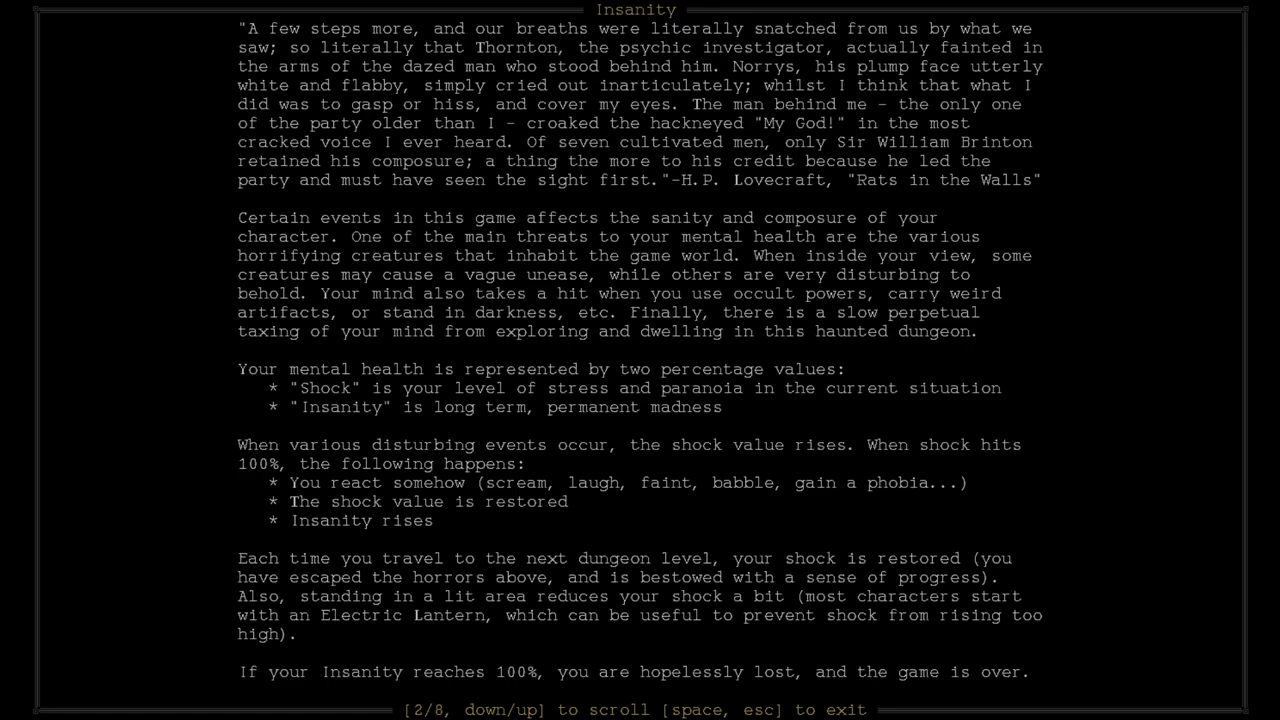 Insanity
"A few steps more, and our breaths were literally snatched from us by what we
saw; so literally that Thornton, the psychic investigator, actually fainted in
the arms of the dazed man who stood behind him. Norrys, his plump face utterly
white and flabby, simply cried out inarticulately; whilst I think that what I
did was to gasp or hiss, and cover my eyes. The man behind me - the only one
of the party older than I - croaked the hackneyed "My God!" in the most
cracked voice I ever heard. Of seven cultivated men, only Sir William Brinton
retained his composure; a thing the more to his credit because he led the
party and must have seen the sight first."-H.P. Lovecraft, "Rats in the Walls"
Certain events in this game affects the sanity and composure of your
character. One of the main threats to your mental health are the various
horrifying creatures that inhabit the game world. When inside your view, some
creatures may cause a vague unease, while others are very disturbing to
behold. Your mind also takes a hit when you use occult powers, carry weird
artifacts, or stand in darkness, etc. Finally, there is a slow perpetual
taxing of your mind from exploring and dwelling in this haunted dungeon.
Your mental health is represented by two percentage values:
* "Shock" is your level of stress and paranoia in the current situation
* "Insanity" is long term, permanent madness
When various disturbing events occur, the shock value rises. When shock hits
100%, the following happens:
* You react somehow (scream, laugh, faint, babble, gain a phobia...)
* The shock value is restored
* Insanity rises
Each time you travel to the next dungeon level, your shock is restored (you
have escaped the horrors above, and is bestowed with a sense of progress).
Also, standing in a lit area reduces your shock a bit (most characters start
with an Electric Lantern, which can be useful to prevent shock from rising too
high).
If your Insanity reaches 100%, you are hopelessly lost, and the game is over.
[2/8, down/up] to scroll [space, esc] to exit